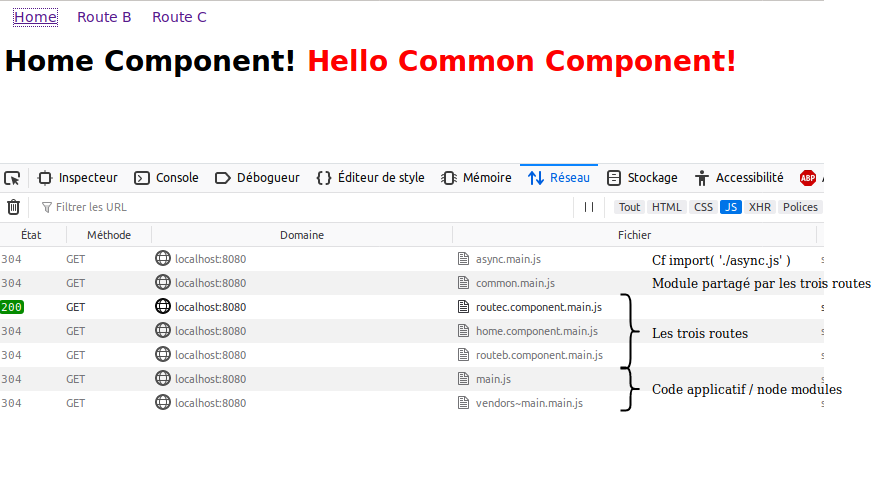 Home Route B Route C
Home Component! Hello Common Component!
Inspecteur Console Débogueur Éditeur de style Mémoire Réseau Stockage Accessibilité ABP
Filtrer les URL Tout HTML CSS JS XHR Polices
État Méthode Domaine Fichier
304 GET localhost:8080 async.main.js Cf import( './async.js' )
304 GET localhost:8080 common.main.js Module partagé par les trois routes
200 GET localhost:8080 routec.component.main.js
304 GET localhost:8080 home.component.main.js Les trois routes
304 GET localhost:8080 routeb.component.main.js
304 GET localhost:8080 main.js Code applicatif / node modules
304 GET localhost:8080 vendors~main.main.js